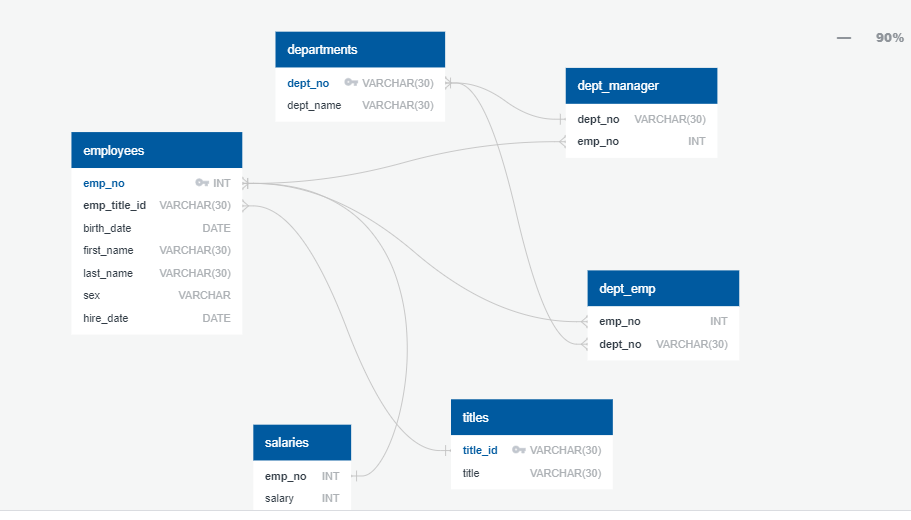 — 90%
departments
dept_no VARCHAR(30)
dept_name VARCHAR(30)
dept_manager
dept_no VARCHAR(30)
emp_no INT
employees
emp_no INT
emp_title_id VARCHAR(30)
birth_date DATE
first_name VARCHAR(30)
last_name VARCHAR(30)
sex VARCHAR
hire_date DATE
dept_emp
emp_no INT
dept_no VARCHAR(30)
titles
title_id VARCHAR(30)
title VARCHAR(30)
salaries
emp_no INT
salary INT